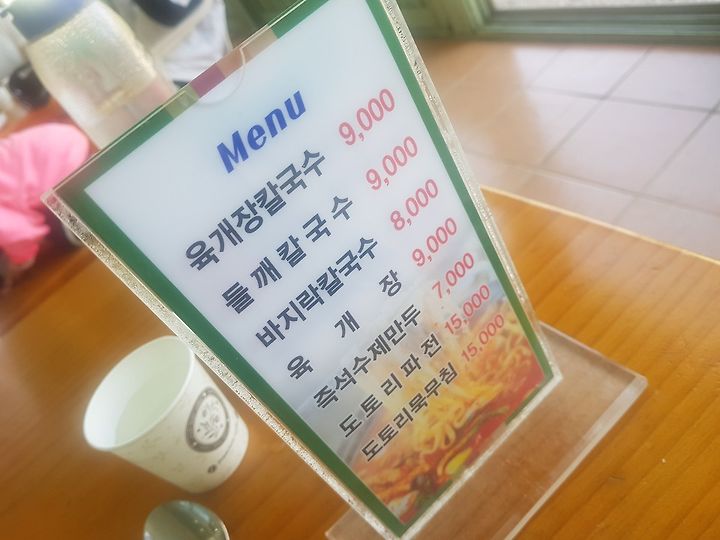 Menu
육개장칼국수 9,000
들깨칼국수 9,000
바지락칼국수 8,000
육개장 9,000
즉석수제만두 7,000
도토리파전 15,000
도토리묵무침 15,000